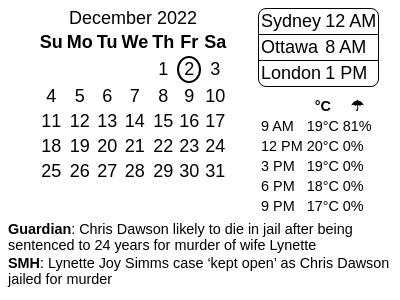 December 2022
Su Mo Tu We Th Fr Sa
1 2 3
4 5 6 7 8 9 10
11 12 13 14 15 16 17
18 19 20 21 22 23 24
25 26 27 28 29 30 31
Sydney 12 AM
Ottawa 8 AM
London 1 PM
°C ☂
9 AM 19°C 81%
12 PM 20°C 0%
3 PM 19°C 0%
6 PM 18°C 0%
9 PM 17°C 0%
Guardian: Chris Dawson likely to die in jail after being
sentenced to 24 years for murder of wife Lynette
SMH: Lynette Joy Simms case ‘kept open’ as Chris Dawson
jailed for murder